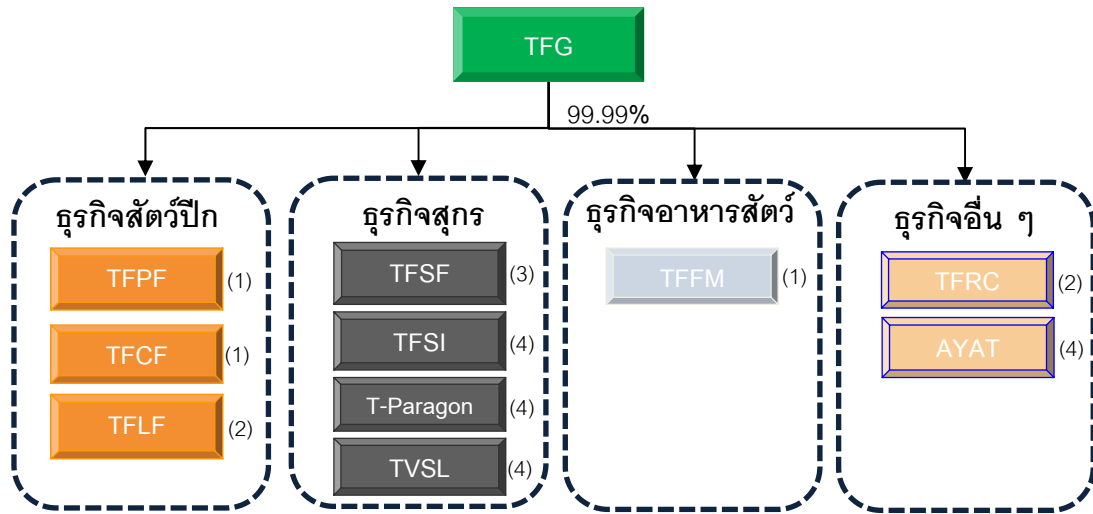 TFG
99.99%
ธุรกิจสัตว์ปีก
TFPF (1)
TFCF (1)
TFLF (2)
ธุรกิจสุกร
TFSF (3)
TFSI (4)
T-Paragon (4)
TVSL (4)
ธุรกิจอาหารสัตว์
TFFM (1)
ธุรกิจอื่น ๆ
TFRC (2)
AYAT (4)